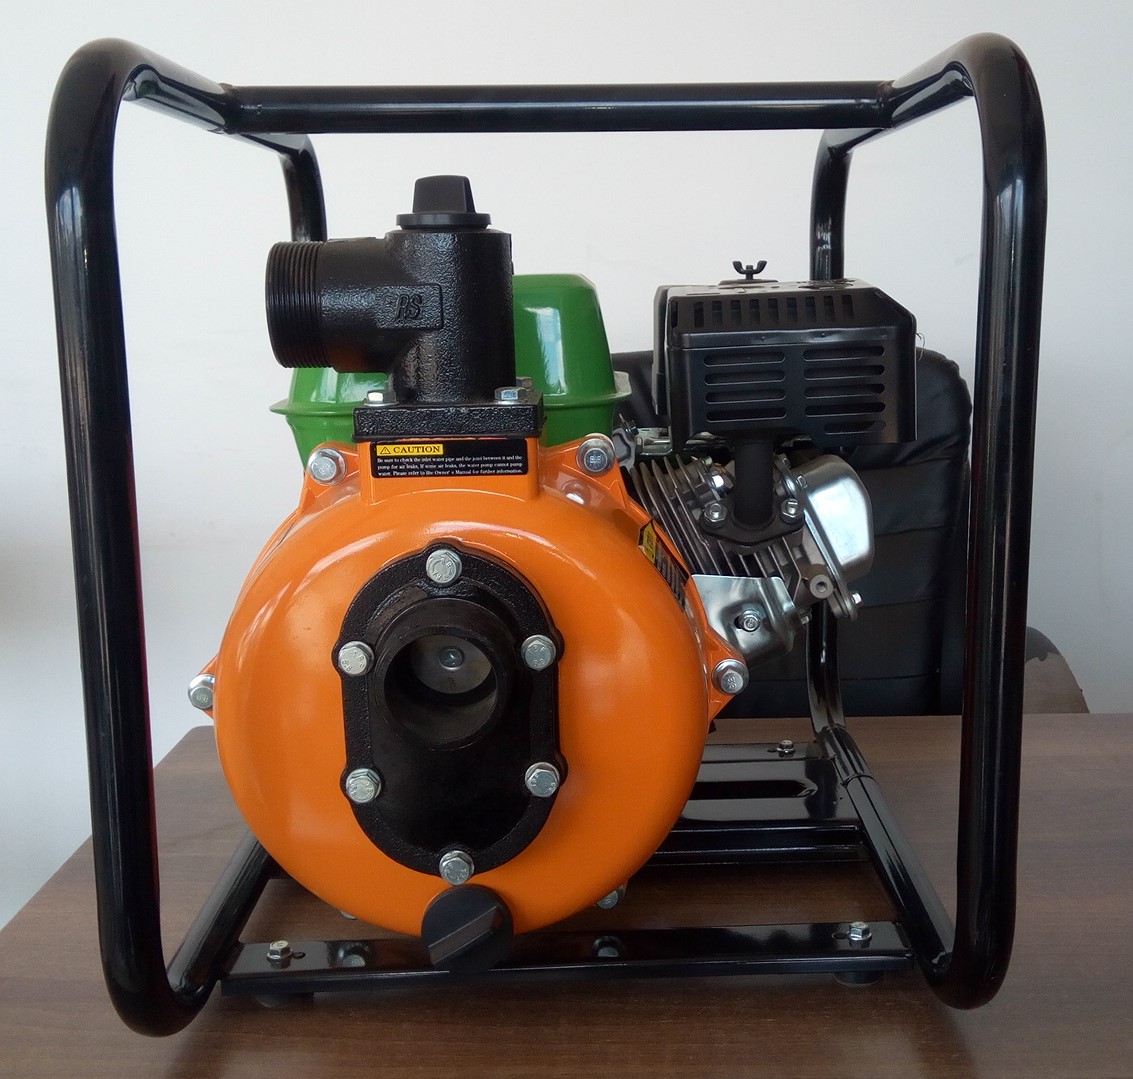 RS
CAUTION
Be sure to check the inlet water pipe and the joint between it and the
pump for air leaks, If some air leaks, the water pump cannot pump
water. Please refer to the Owner's Manual for further information.